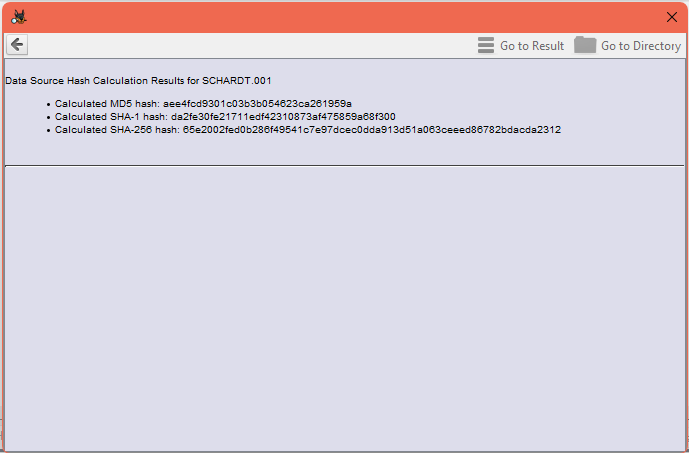 Go to Result Go to Directory
Data Source Hash Calculation Results for SCHARDT.001
• Calculated MD5 hash: aee4fcd9301c03b3b054623ca261959a
• Calculated SHA-1 hash: da2fe30fe21711edf42310873af475859a68f300
• Calculated SHA-256 hash: 65e2002fed0b286f49541c7e97dcec0dda913d51a063ceeed86782bdacda2312